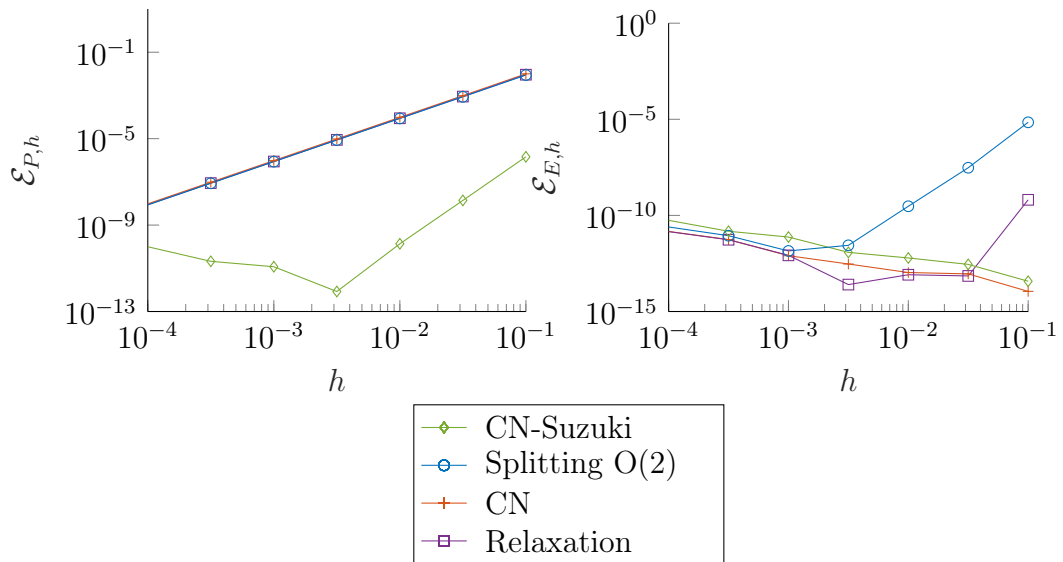 10^{-1}
10^{-5}
10^{-9}
10^{-13}
\mathcal{E}_{P,h}
10^{-4} 10^{-3} 10^{-2} 10^{-1}
h
10^{0}
10^{-5}
10^{-10}
10^{-15}
\mathcal{E}_{E,h}
10^{-4} 10^{-3} 10^{-2} 10^{-1}
h
CN-Suzuki
Splitting O(2)
CN
Relaxation